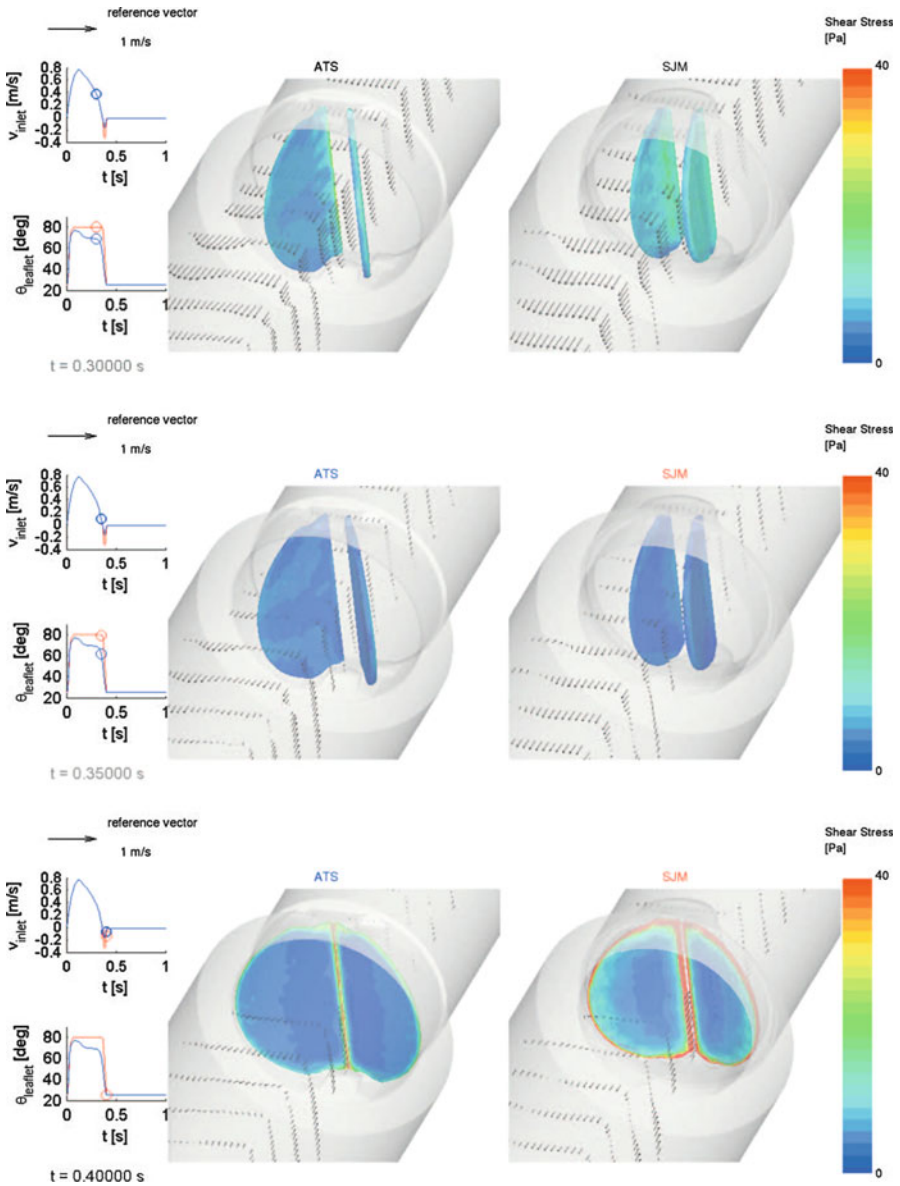 reference vector
1 m/s
Shear Stress
[Pa]
ATS
SJM
40
0
0.8
0.6
0.4
0.2
0
-0.2
-0.4
v_inlet [m/s]
0 0.5 1
t [s]
80
60
40
20
θ_leaflet [deg]
0 0.5 1
t [s]
t = 0.30000 s
reference vector
1 m/s
Shear Stress
[Pa]
ATS
SJM
40
0
0.8
0.6
0.4
0.2
0
-0.2
-0.4
v_inlet [m/s]
0 0.5 1
t [s]
80
60
40
20
θ_leaflet [deg]
0 0.5 1
t [s]
t = 0.35000 s
reference vector
1 m/s
Shear Stress
[Pa]
ATS
SJM
40
0
0.8
0.6
0.4
0.2
0
-0.2
-0.4
v_inlet [m/s]
0 0.5 1
t [s]
80
60
40
20
θ_leaflet [deg]
0 0.5 1
t [s]
t = 0.40000 s